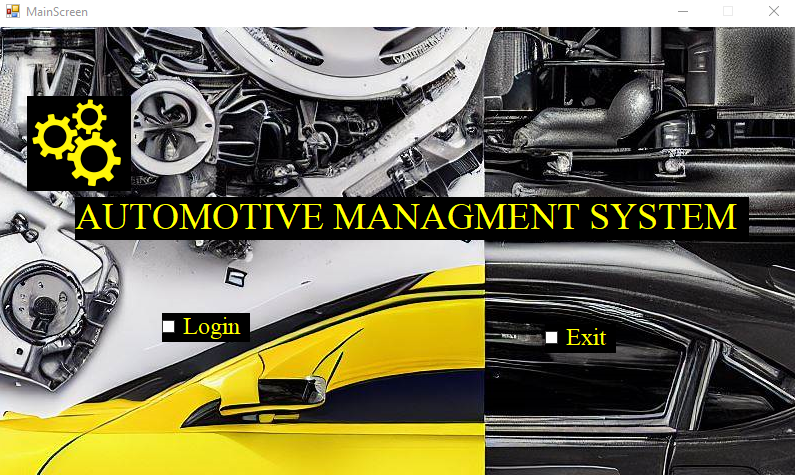 MainScreen
AUTOMOTIVE MANAGMENT SYSTEM
Login
Exit